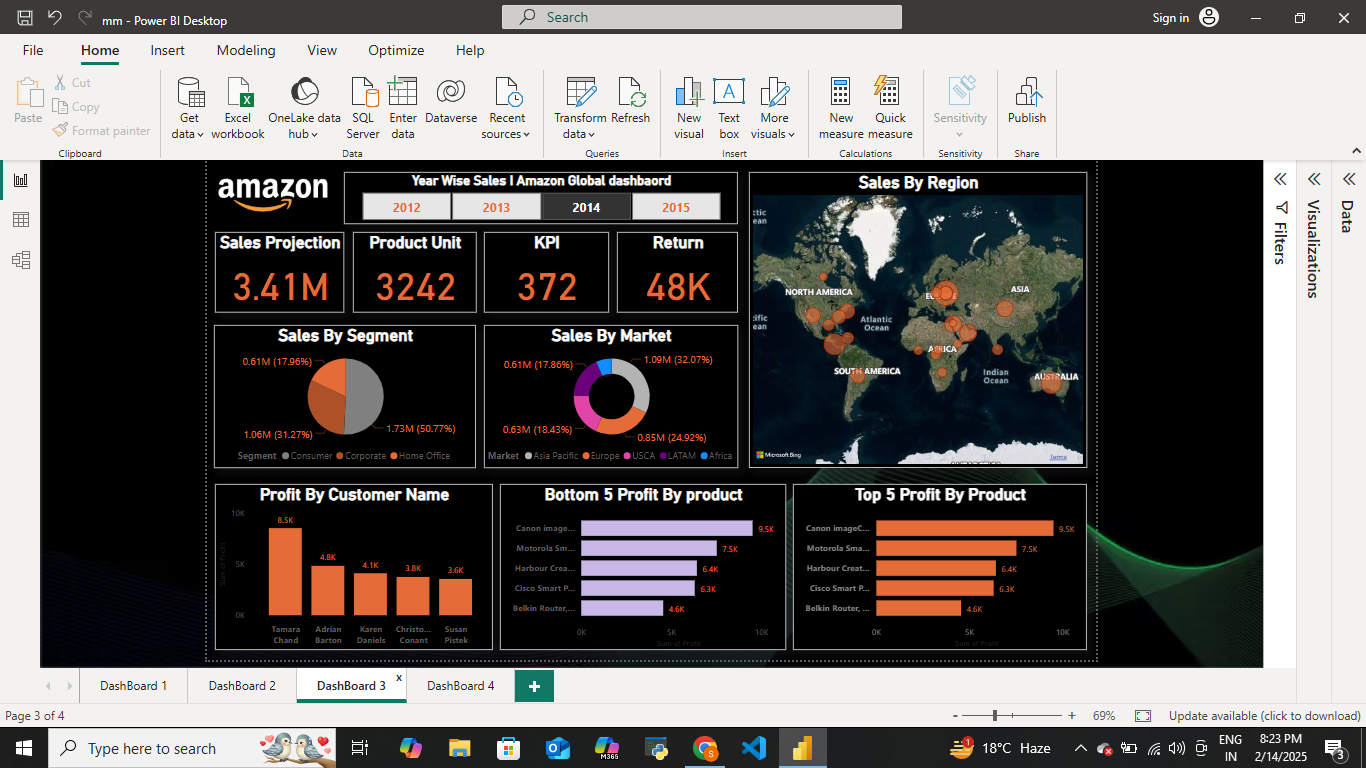 mm - Power BI Desktop
Search
Sign in
File Home Insert Modeling View Optimize Help
Paste
Cut
Copy
Format painter
Clipboard
Get data
Excel workbook
OneLake data hub
SQL Server
Enter data
Dataverse
Recent sources
Data
Transform data
Refresh
Queries
New visual
Text box
More visuals
Insert
New measure
Quick measure
Calculations
Sensitivity
Sensitivity
Publish
Share
amazon
Year Wise Sales I Amazon Global dashbaord
2012 2013 2014 2015
Sales Projection
3.41M
Product Unit
3242
KPI
372
Return
48K
Sales By Region
ctic
ean
NORTH AMERICA
EUROPE
ASIA
cific
ean
Atlantic
Ocean
AFRICA
SOUTH AMERICA
Indian
Ocean
AUSTRALIA
Microsoft Bing
Terms
Sales By Segment
0.61M (17.96%)
1.06M (31.27%)
1.73M (50.77%)
Segment Consumer Corporate Home Office
Sales By Market
0.61M (17.86%)
1.09M (32.07%)
0.63M (18.43%)
0.85M (24.92%)
Market Asia Pacific Europe USCA LATAM Africa
Profit By Customer Name
10K
5K
0K
Sum of Profit
8.5K
4.8K
4.1K
3.8K
3.6K
Tamara Chand
Adrian Barton
Karen Daniels
Christo... Conant
Susan Pistek
Bottom 5 Profit By product
Canon image... 9.5K
Motorola Sm... 7.5K
Harbour Crea... 6.4K
Cisco Smart P... 6.3K
Belkin Router,... 4.6K
0K 5K 10K
Sum of Profit
Top 5 Profit By Product
Canon imageC... 9.5K
Motorola Sma... 7.5K
Harbour Creat... 6.4K
Cisco Smart P... 6.3K
Belkin Router, ... 4.6K
0K 5K 10K
Sum of Profit
Filters
Visualizations
Data
DashBoard 1
DashBoard 2
DashBoard 3 x
DashBoard 4
+
Page 3 of 4
- + 69%
Update available (click to download)
Type here to search
M365
S
1
18°C Haze
ENG
IN
8:23 PM
2/14/2025
3